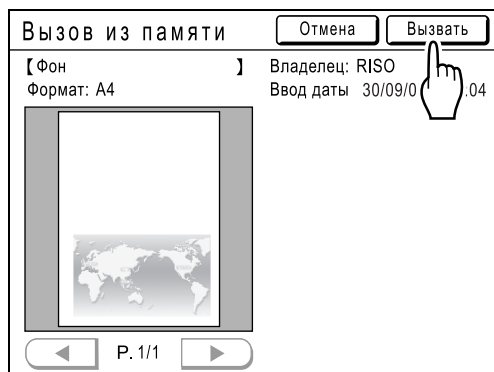 Вызов из памяти
Отмена
Вызвать
【Фон 】
Владелец: RISO
Формат: A4
Ввод даты 30/09/0 .04
P. 1/1